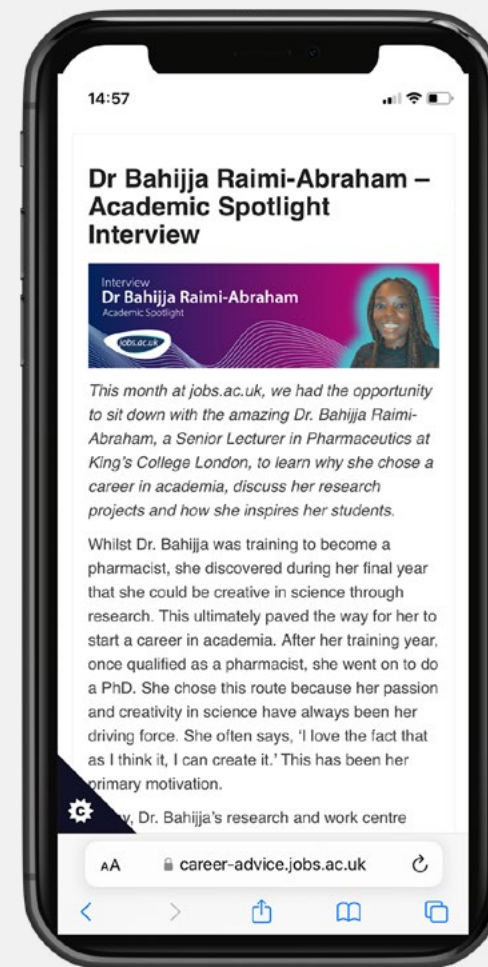 14:57
Dr Bahijja Raimi-Abraham –
Academic Spotlight
Interview
Interview
Dr Bahijja Raimi-Abraham
Academic Spotlight
jobs.ac.uk
This month at jobs.ac.uk, we had the opportunity
to sit down with the amazing Dr. Bahijja Raimi-
Abraham, a Senior Lecturer in Pharmaceutics at
King's College London, to learn why she chose a
career in academia, discuss her research
projects and how she inspires her students.
Whilst Dr. Bahijja was training to become a
pharmacist, she discovered during her final year
that she could be creative in science through
research. This ultimately paved the way for her to
start a career in academia. After her training year,
once qualified as a pharmacist, she went on to do
a PhD. She chose this route because her passion
and creativity in science have always been her
driving force. She often says, ‘I love the fact that
as I think it, I can create it.’ This has been her
primary motivation.
Dr. Bahijja's research and work centre
C
AA career-advice.jobs.ac.uk